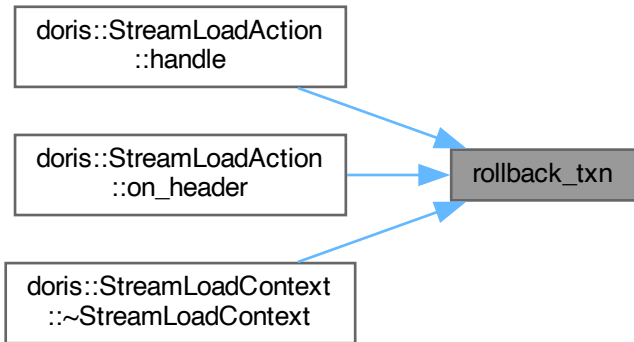 doris::StreamLoadAction
::handle
doris::StreamLoadAction
::on_header
rollback_txn
doris::StreamLoadContext
::~StreamLoadContext